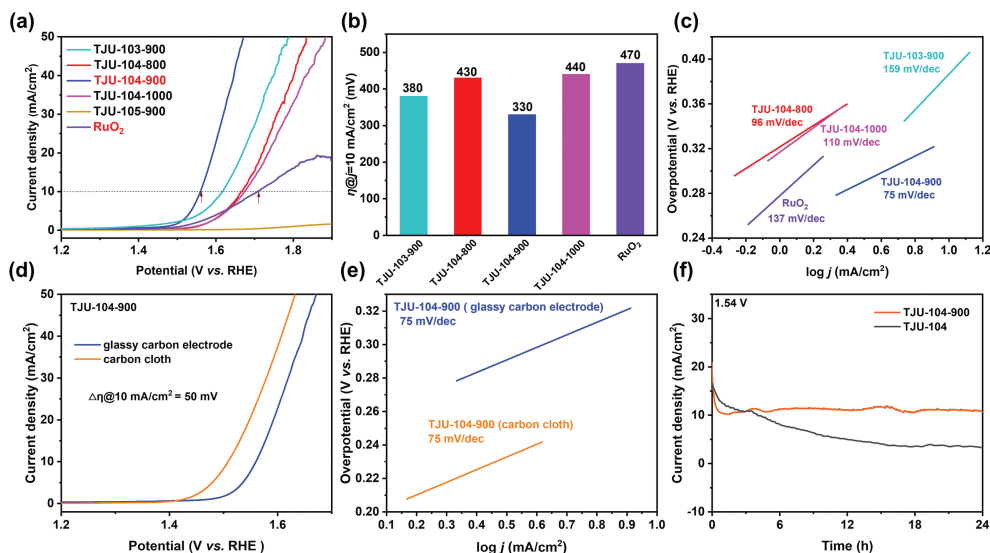 (a)
50
40
30
20
10
0
1.2
1.4
1.6
1.8
Current density (mA/cm²)
Potential (V vs. RHE)
TJU-103-900
TJU-104-800
TJU-104-900
TJU-104-1000
TJU-105-900
RuO₂
(b)
450
400
350
300
250
200
150
100
50
0
η@j=10 mA/cm² (mV)
380
430
330
440
470
TJU-103-900
TJU-104-800
TJU-104-900
TJU-104-1000
RuO₂
(c)
0.40
0.36
0.32
0.28
0.24
-0.4
-0.2
0.0
0.2
0.4
0.6
0.8
1.0
1.2
Overpotential (V vs. RHE)
log j (mA/cm²)
TJU-103-900
159 mV/dec
TJU-104-800
96 mV/dec
TJU-104-1000
110 mV/dec
TJU-104-900
75 mV/dec
RuO₂
137 mV/dec
(d)
50
40
30
20
10
0
1.2
1.4
1.6
Current density (mA/cm²)
Potential (V vs. RHE )
TJU-104-900
glassy carbon electrode
carbon cloth
△η@10 mA/cm² = 50 mV
(e)
0.32
0.30
0.28
0.26
0.24
0.22
0.20
0.1
0.2
0.3
0.4
0.5
0.6
0.7
0.8
0.9
1.0
Overpotential (V vs. RHE)
log j (mA/cm²)
TJU-104-900 ( glassy carbon electrode)
75 mV/dec
TJU-104-900 (carbon cloth)
75 mV/dec
(f)
30
20
10
0
-10
0
6
12
18
24
Current density (mA/cm²)
Time (h)
1.54 V
TJU-104-900
TJU-104